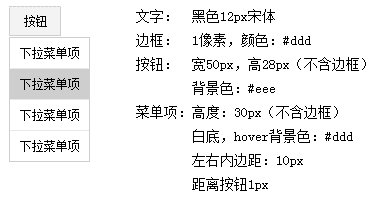 按钮
下拉菜单项
下拉菜单项
下拉菜单项
下拉菜单项
文字： 黑色12px宋体
边框： 1像素，颜色：#ddd
按钮： 宽50px，高28px（不含边框）
背景色：#eee
菜单项：高度：30px（不含边框）
白底，hover背景色：#ddd
左右内边距：10px
距离按钮1px